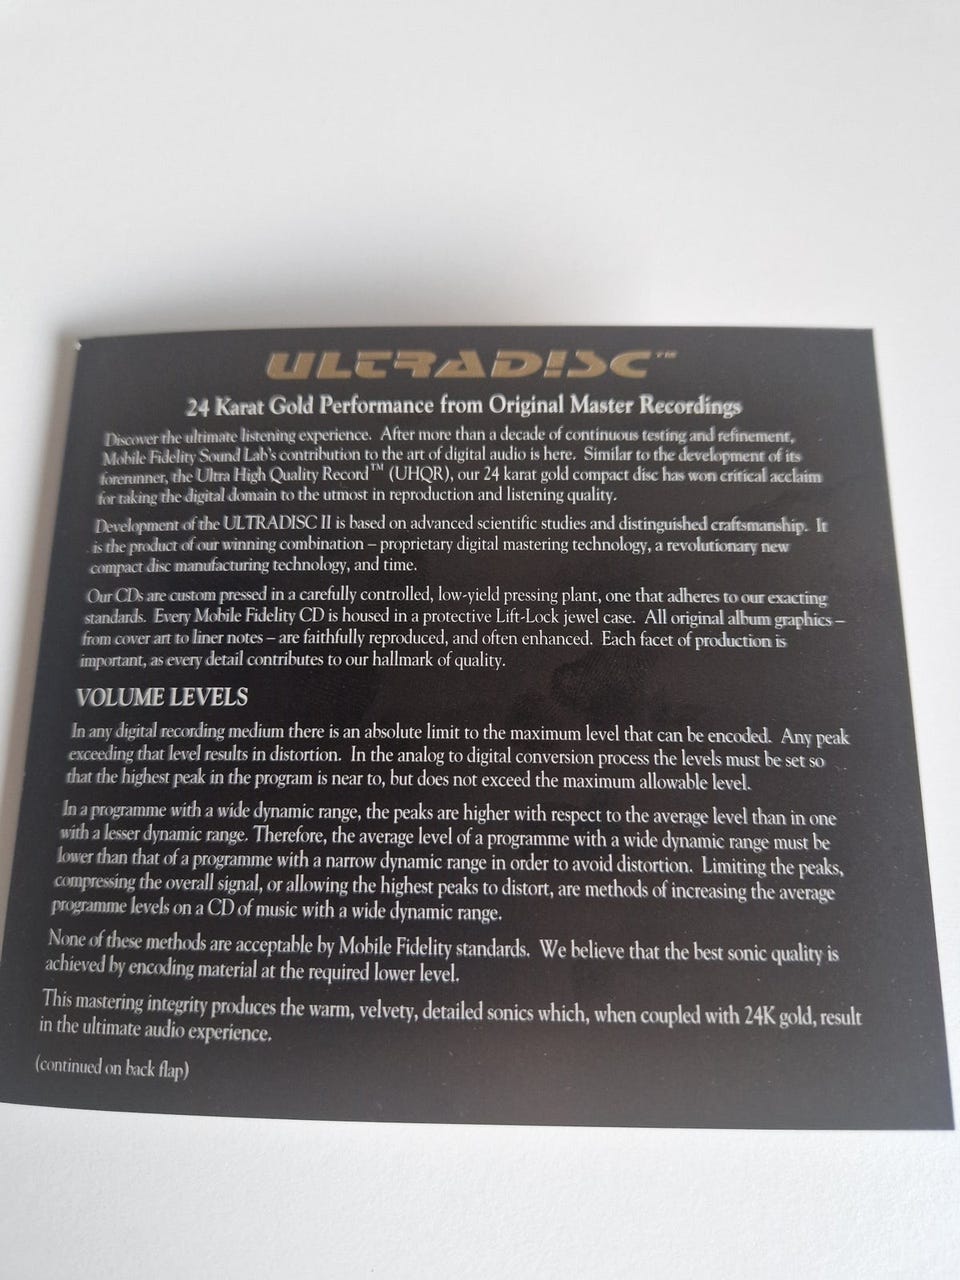 ULTRADISC™
24 Karat Gold Performance from Original Master Recordings
Discover the ultimate listening experience. After more than a decade of continuous testing and refinement,
Mobile Fidelity Sound Lab's contribution to the art of digital audio is here. Similar to the development of its
forerunner, the Ultra High Quality Record™ (UHQR), our 24 karat gold compact disc has won critical acclaim
for taking the digital domain to the utmost in reproduction and listening quality.
Development of the ULTRADISC II is based on advanced scientific studies and distinguished craftsmanship. It
is the product of our winning combination – proprietary digital mastering technology, a revolutionary new
compact disc manufacturing technology, and time.
Our CDs are custom pressed in a carefully controlled, low-yield pressing plant, one that adheres to our exacting
standards. Every Mobile Fidelity CD is housed in a protective Lift-Lock jewel case. All original album graphics –
from cover art to liner notes – are faithfully reproduced, and often enhanced. Each facet of production is
important, as every detail contributes to our hallmark of quality.
VOLUME LEVELS
In any digital recording medium there is an absolute limit to the maximum level that can be encoded. Any peak
exceeding that level results in distortion. In the analog to digital conversion process the levels must be set so
that the highest peak in the program is near to, but does not exceed the maximum allowable level.
In a programme with a wide dynamic range, the peaks are higher with respect to the average level than in one
with a lesser dynamic range. Therefore, the average level of a programme with a wide dynamic range must be
lower than that of a programme with a narrow dynamic range in order to avoid distortion. Limiting the peaks,
compressing the overall signal, or allowing the highest peaks to distort, are methods of increasing the average
programme levels on a CD of music with a wide dynamic range.
None of these methods are acceptable by Mobile Fidelity standards. We believe that the best sonic quality is
achieved by encoding material at the required lower level.
This mastering integrity produces the warm, velvety, detailed sonics which, when coupled with 24K gold, result
in the ultimate audio experience.
(continued on back flap)